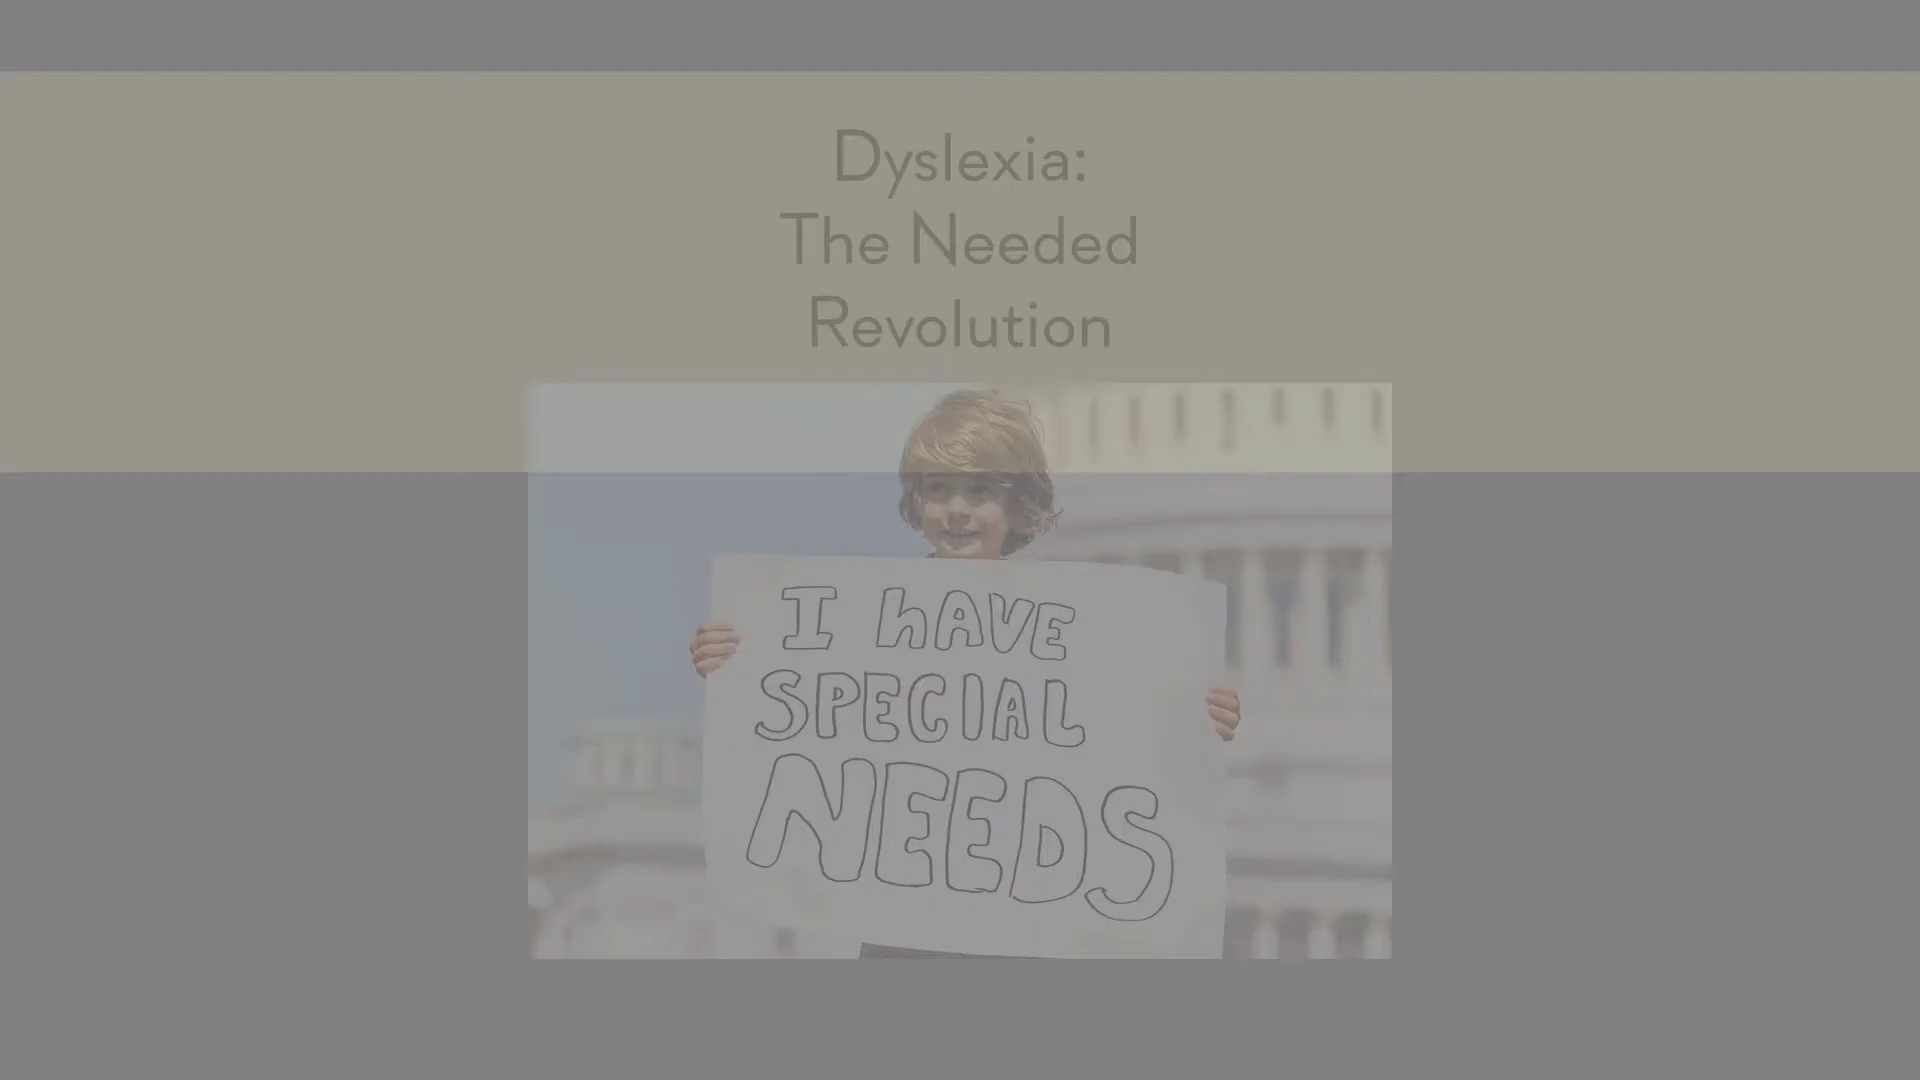 Dyslexia:
The Needed
Revolution
I hAVE
SPECIAL
NEEDS